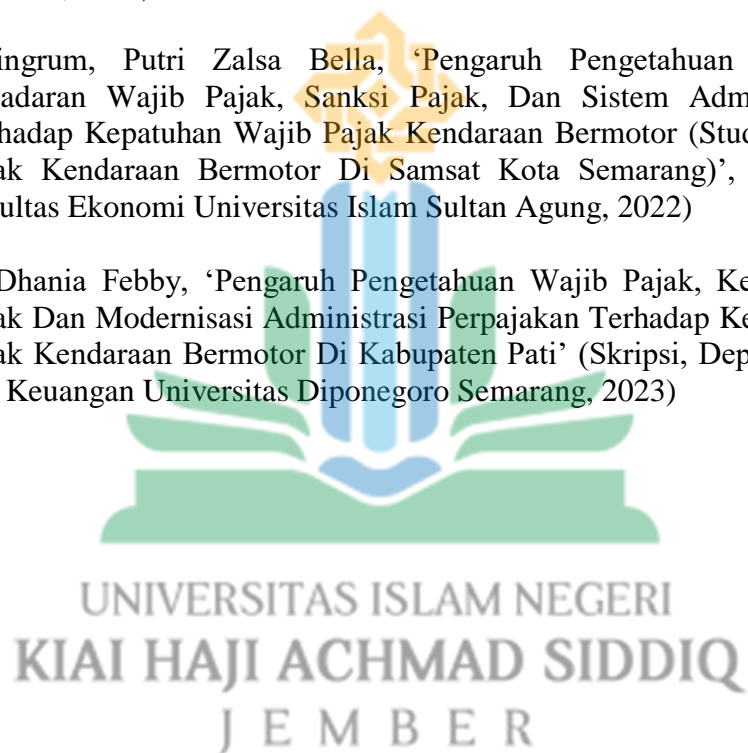 ingrum, Putri Zalsa Bella, ‘Pengaruh Pengetahuan
adaran Wajib Pajak, Sanksi Pajak, Dan Sistem Adm
hadap Kepatuhan Wajib Pajak Kendaraan Bermotor (Stud
ak Kendaraan Bermotor Di Samsat Kota Semarang)’,
ultas Ekonomi Universitas Islam Sultan Agung, 2022)
Dhania Febby, ‘Pengaruh Pengetahuan Wajib Pajak, Ke
ak Dan Modernisasi Administrasi Perpajakan Terhadap Ke
ak Kendaraan Bermotor Di Kabupaten Pati’ (Skripsi, Dep
Keuangan Universitas Diponegoro Semarang, 2023)
UNIVERSITAS ISLAM NEGERI
KIAI HAJI ACHMAD SIDDIQ
JEMBER